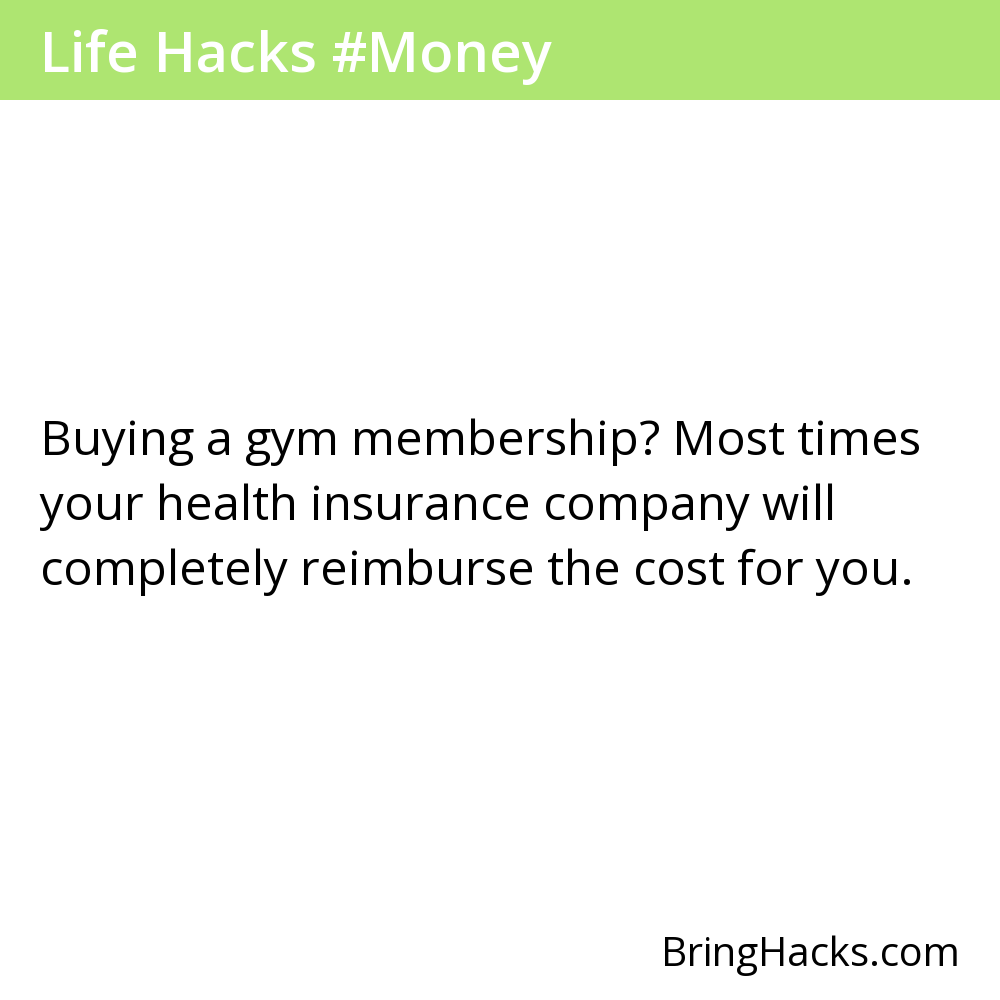 Life Hacks #Money
Buying a gym membership? Most times
your health insurance company will
completely reimburse the cost for you.
BringHacks.com